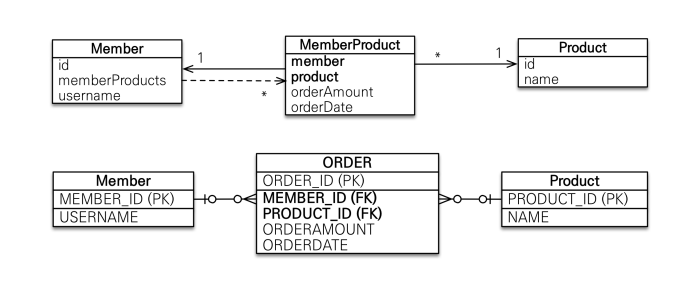 Member
id
memberProducts
username
1
*
MemberProduct
member
product
orderAmount
orderDate
*
1
Product
id
name
Member
MEMBER_ID (PK)
USERNAME
ORDER
ORDER_ID (PK)
MEMBER_ID (FK)
PRODUCT_ID (FK)
ORDERAMOUNT
ORDERDATE
Product
PRODUCT_ID (PK)
NAME